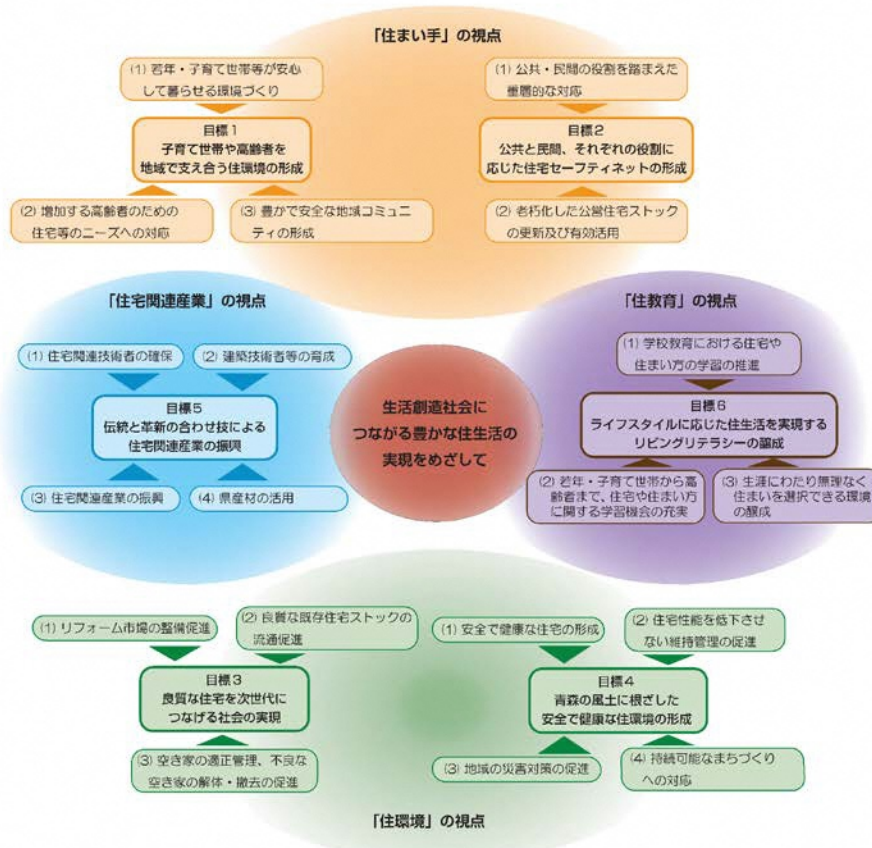 「住まい手」の視点
(1) 若年・子育て世帯等が安心
して暮らせる環境づくり
目標1
子育て世帯や高齢者を
地域で支え合う住環境の形成
(2) 増加する高齢者のための
住宅等のニーズへの対応
(3) 豊かで安全な地域コミュニ
ティの形成
(1) 公共・民間の役割を踏まえた
重層的な対応
目標2
公共と民間、それぞれの役割に
応じた住宅セーフティネットの形成
(2) 老朽化した公営住宅ストック
の更新及び有効活用
「住宅関連産業」の視点
(1) 住宅関連技術者の確保
(2) 建築技術者等の育成
目標5
伝統と革新の合わせ技による
住宅関連産業の振興
(3) 住宅関連産業の振興
(4) 県産材の活用
生活創造社会に
つながる豊かな住生活の
実現をめざして
「住教育」の視点
(1) 学校教育における住宅や
住まい方の学習の推進
目標6
ライフスタイルに応じた住生活を実現する
リビングリテラシーの醸成
(2) 若年・子育て世帯から高
齢者まで、住宅や住まい方
に関する学習機会の充実
(3) 生涯にわたり無理なく
住まいを選択できる環境
の醸成
(1) リフォーム市場の整備促進
(2) 良質な既存住宅ストックの
流通促進
目標3
良質な住宅を次世代に
つなげる社会の実現
(3) 空き家の適正管理、不良な
空き家の解体・撤去の促進
(1) 安全で健康な住宅の形成
(2) 住宅性能を低下させ
ない維持管理の促進
目標4
青森の風土に根ざした
安全で健康な住環境の形成
(3) 地域の災害対策の促進
(4) 持続可能なまちづくり
への対応
「住環境」の視点